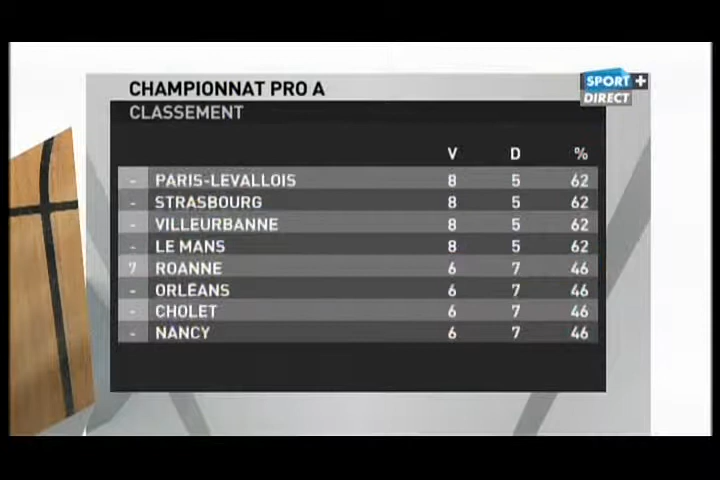 CHAMPIONNAT PRO A
SPORT +
DIRECT
CLASSEMENT
V D %
- PARIS-LEVALLOIS 8 5 62
- STRASBOURG 8 5 62
- VILLEURBANNE 8 5 62
- LE MANS 8 5 62
7 ROANNE 6 7 46
- ORLÉANS 6 7 46
- CHOLET 6 7 46
- NANCY 6 7 46